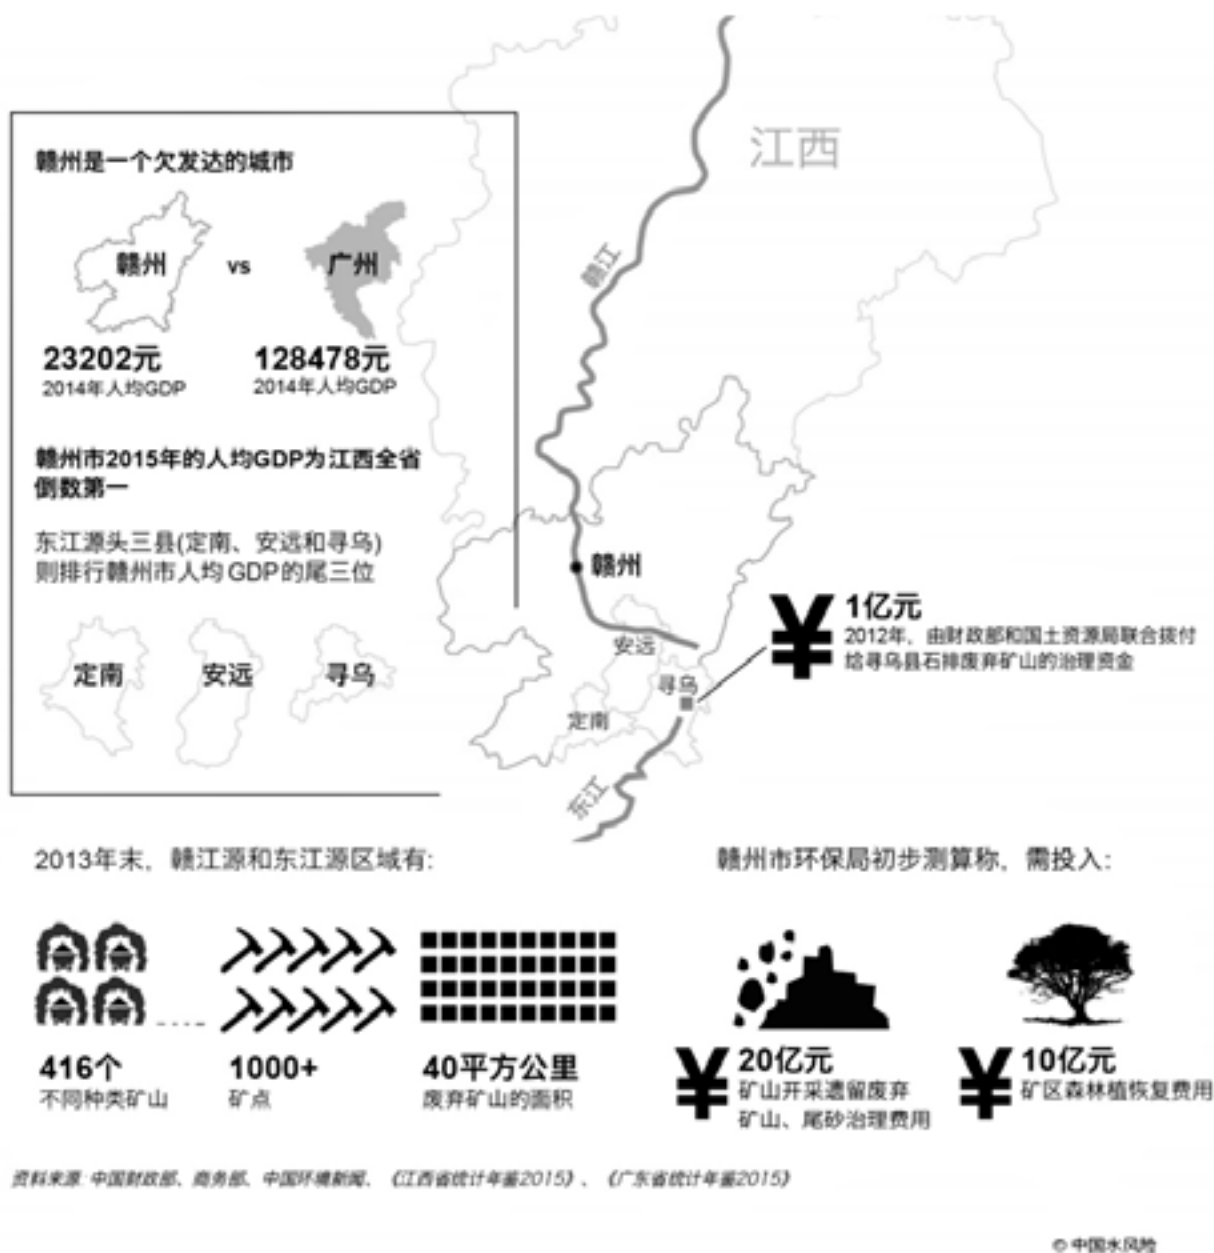 江西
赣江
赣州是一个欠发达的城市
赣州
vs
广州
23202元
2014年人均GDP
128478元
2014年人均GDP
赣州市2015年的人均GDP为江西全省
倒数第一
东江源头三县(定南、安远和寻乌)
则排行赣州市人均GDP的尾三位
定南
安远
寻乌
赣州
安远
寻乌
定南
东江
¥
1亿元
2012年，由财政部和国土资源局联合拨付
给寻乌县石排废弃矿山的治理资金
2013年末，赣江源和东江源区域有:
416个
不同种类矿山
1000+
矿点
40平方公里
废弃矿山的面积
赣州市环保局初步测算称，需投入:
¥
20亿元
矿山开采遗留废弃
矿山、尾砂治理费用
¥
10亿元
矿区森林植恢复费用
资料来源:中国财政部、商务部、中国环境新闻、《江西省统计年鉴2015》、《广东省统计年鉴2015》
© 中国水风险